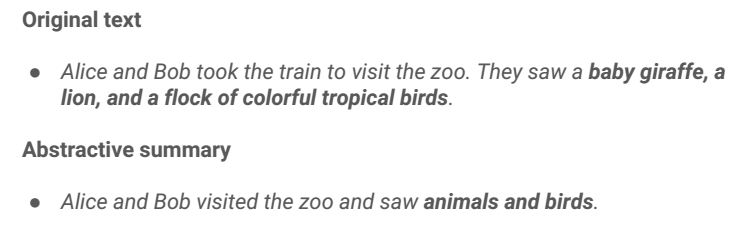 Original text
● Alice and Bob took the train to visit the zoo. They saw a baby giraffe, a
lion, and a flock of colorful tropical birds.
Abstractive summary
● Alice and Bob visited the zoo and saw animals and birds.